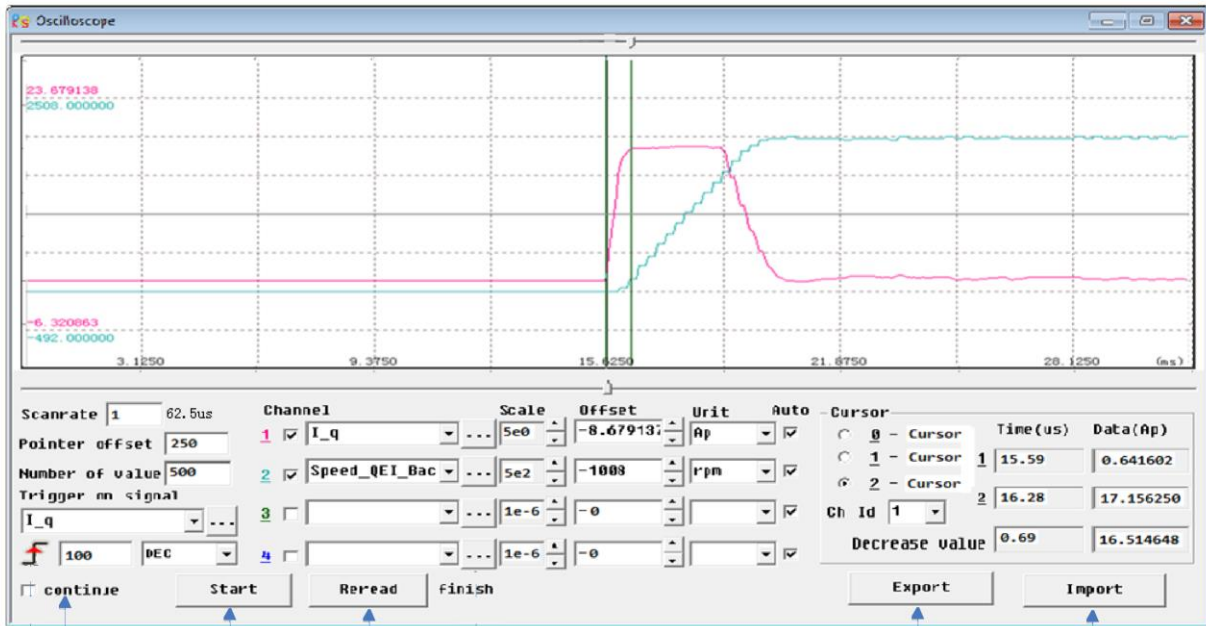 Oscilloscope
23.679138
2508.000000
-6.320863
-492.000000
3.1250 9.3750 15.6250 21.8750 28.1250 (ms)
Scanrate 1 62.5us Channel Scale Offset Unit Auto Cursor
1 I_q ... 5e0 -8.679137 Ap 0 - Cursor Time(us) Data(Ap)
Pointer offset 250 1 - Cursor 1 15.59 0.641602
Number of value 500 2 Speed_QEI_Bac ... 5e2 -1008 rpm 2 - Cursor 2 16.28 17.156250
Trigger on signal
I_q ... 3 ... 1e-6 -0 Ch Id 1
100 DEC 4 ... 1e-6 -0 Decrease value 0.69 16.514648
continue Start Reread finish Export Import